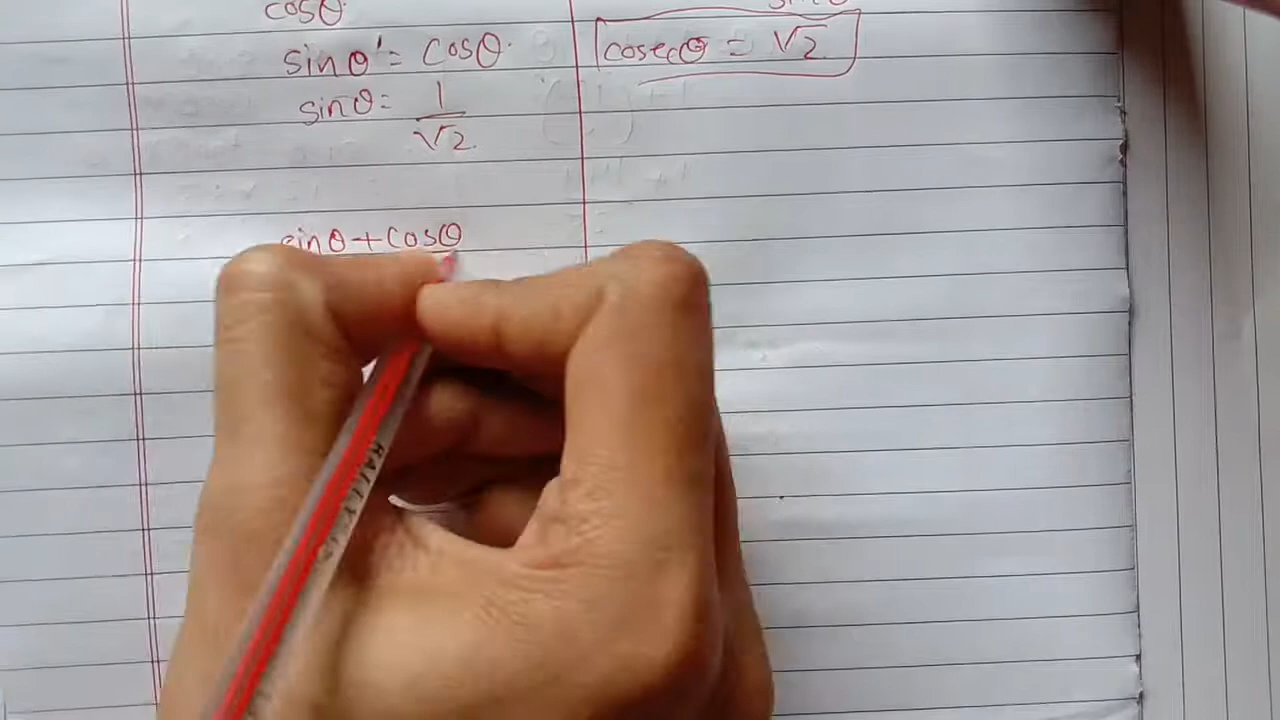 cosθ
sinθ = cosθ
sinθ = 1/√2
cosecθ = √2
sinθ + cosθ